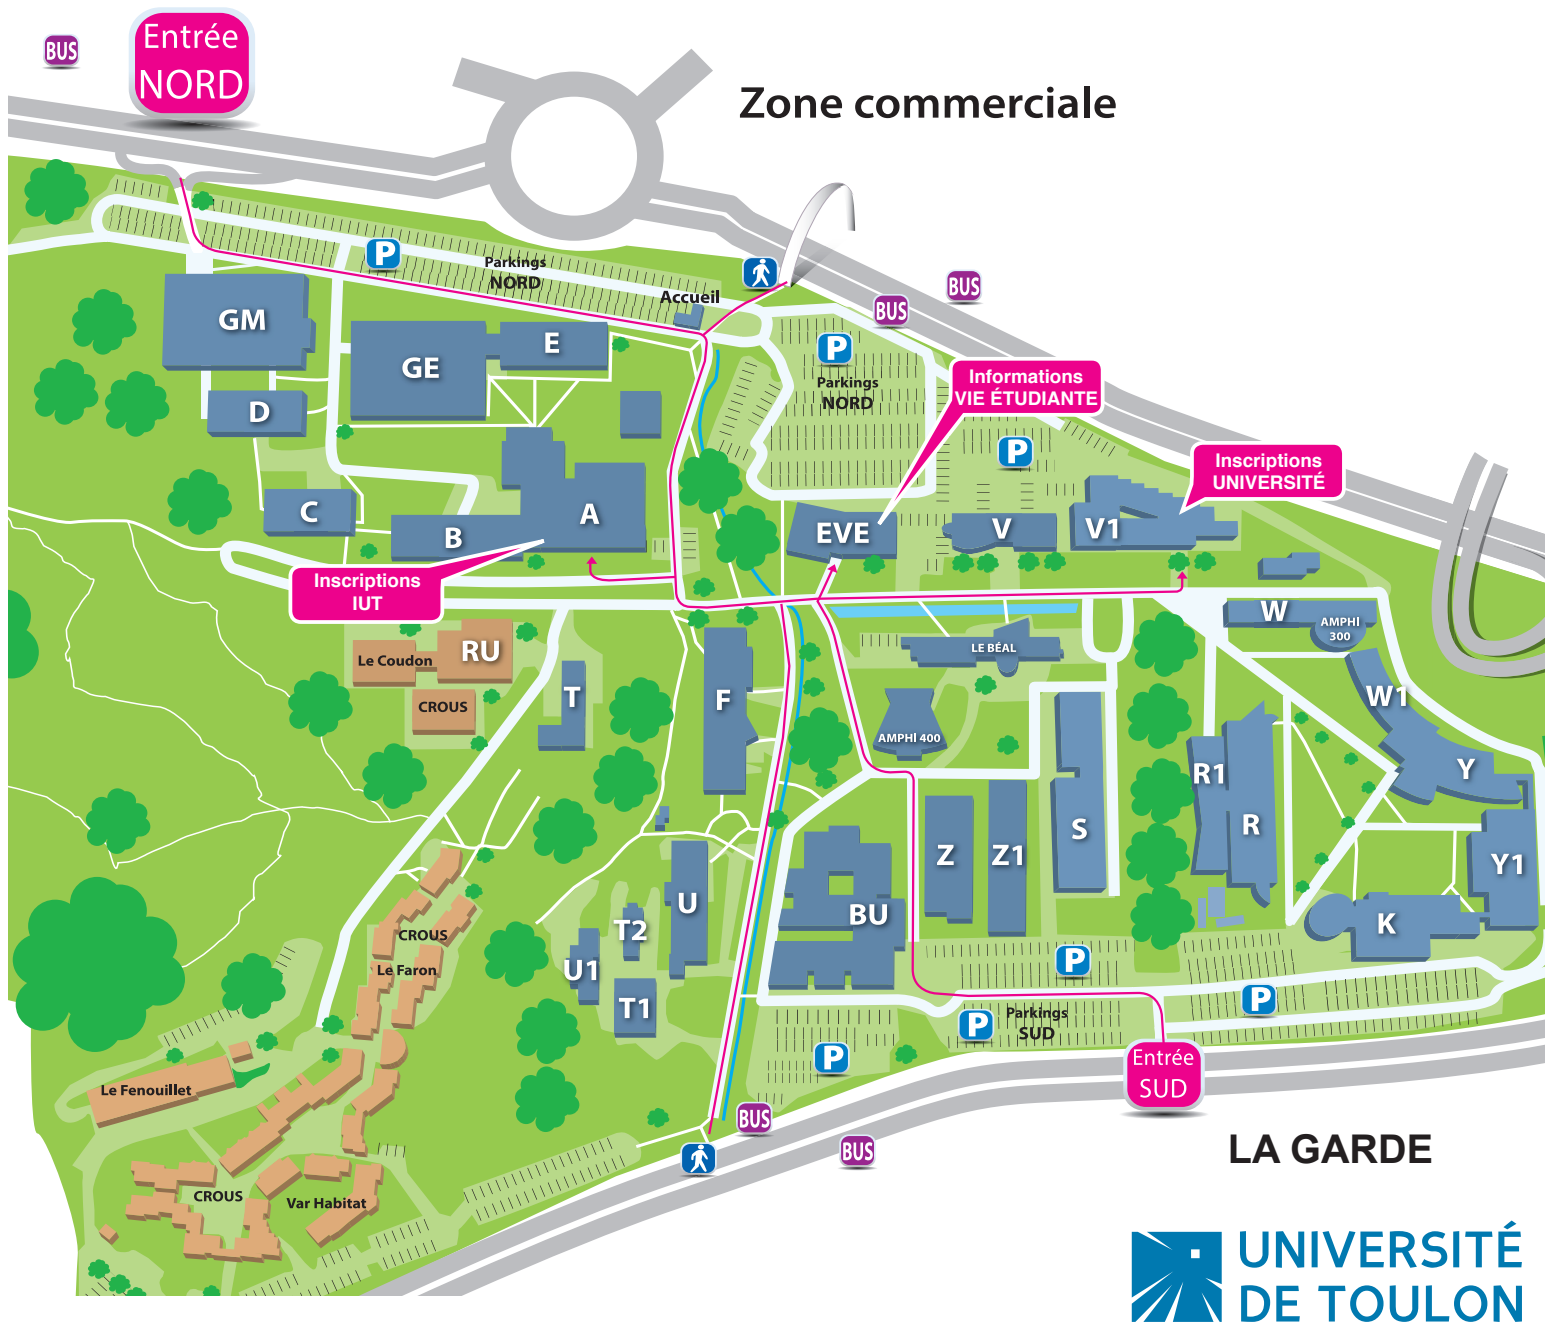 BUS
Entrée
NORD
Zone commerciale
P
Parkings
NORD
Accueil
BUS
BUS
GM
E
GE
P
Parkings
NORD
Informations
VIE ÉTUDIANTE
D
P
Inscriptions
UNIVERSITÉ
C
B
A
EVE
V
V1
Inscriptions
IUT
W
AMPHI
300
Le Coudon
RU
CROUS
T
F
LE BÉAL
AMPHI 400
W1
Y
R1
R
S
Z
Z1
Y1
K
BU
U
T2
U1
T1
CROUS
Le Faron
P
P
P
Parkings
SUD
P
Entrée
SUD
Le Fenouillet
BUS
BUS
CROUS
Var Habitat
LA GARDE
UNIVERSITÉ
DE TOULON